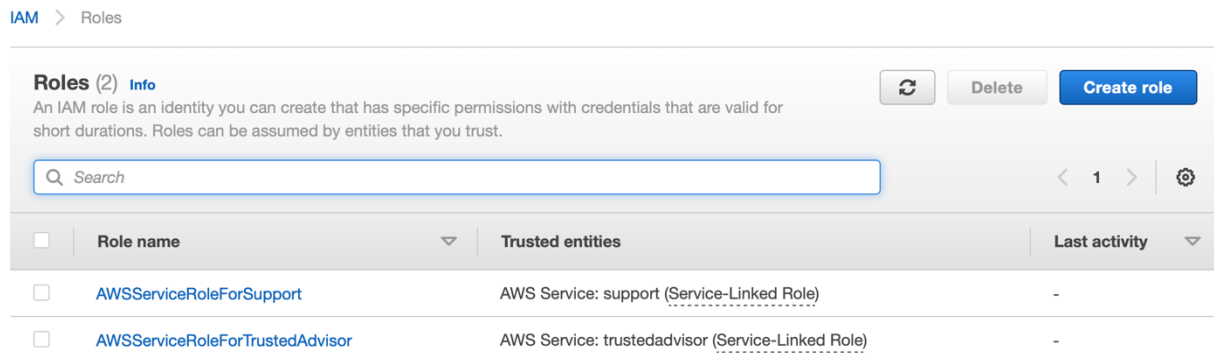 IAM > Roles
Roles (2) Info
Delete
Create role
An IAM role is an identity you can create that has specific permissions with credentials that are valid for
short durations. Roles can be assumed by entities that you trust.
Search
< 1 >
Role name
Trusted entities
Last activity
AWSServiceRoleForSupport
AWS Service: support (Service-Linked Role)
-
AWSServiceRoleForTrustedAdvisor
AWS Service: trustedadvisor (Service-Linked Role)
-